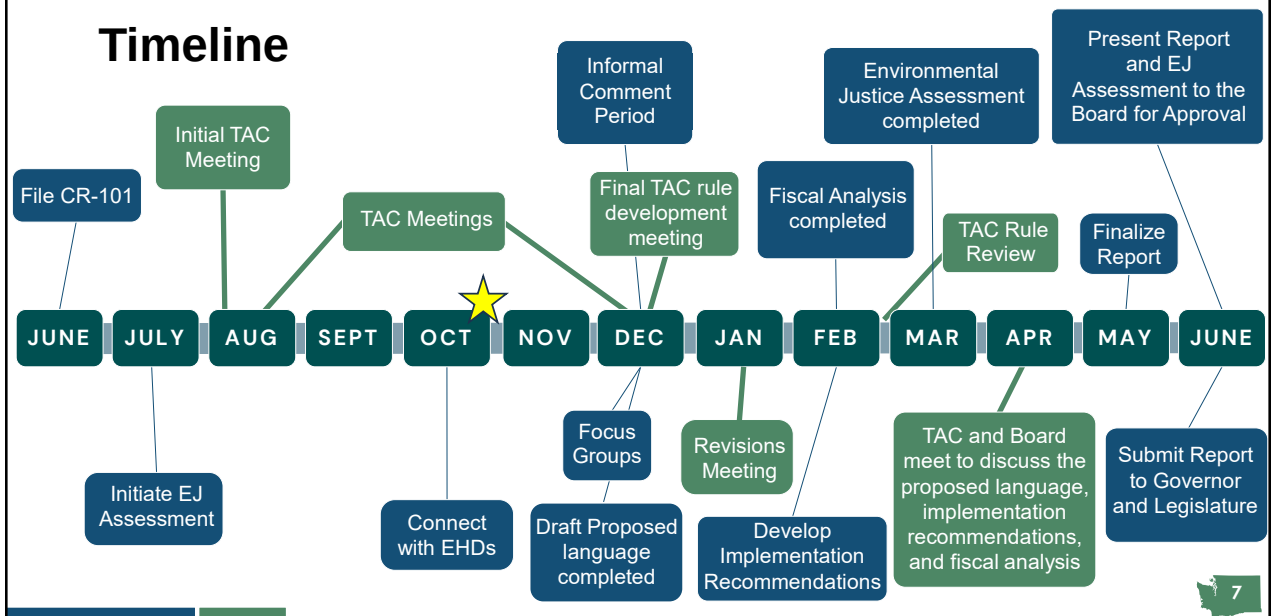 Timeline
File CR-101
Initial TAC
Meeting
TAC Meetings
Informal
Comment
Period
Final TAC rule
development
meeting
Fiscal Analysis
completed
Environmental
Justice Assessment
completed
TAC Rule
Review
Finalize
Report
Present Report
and EJ
Assessment to the
Board for Approval
JUNE
JULY
AUG
SEPT
OCT
NOV
DEC
JAN
FEB
MAR
APR
MAY
JUNE
Initiate EJ
Assessment
Connect
with EHDs
Focus
Groups
Draft Proposed
language
completed
Revisions
Meeting
Develop
Implementation
Recommendations
TAC and Board
meet to discuss the
proposed language,
implementation
recommendations,
and fiscal analysis
Submit Report
to Governor
and Legislature
7